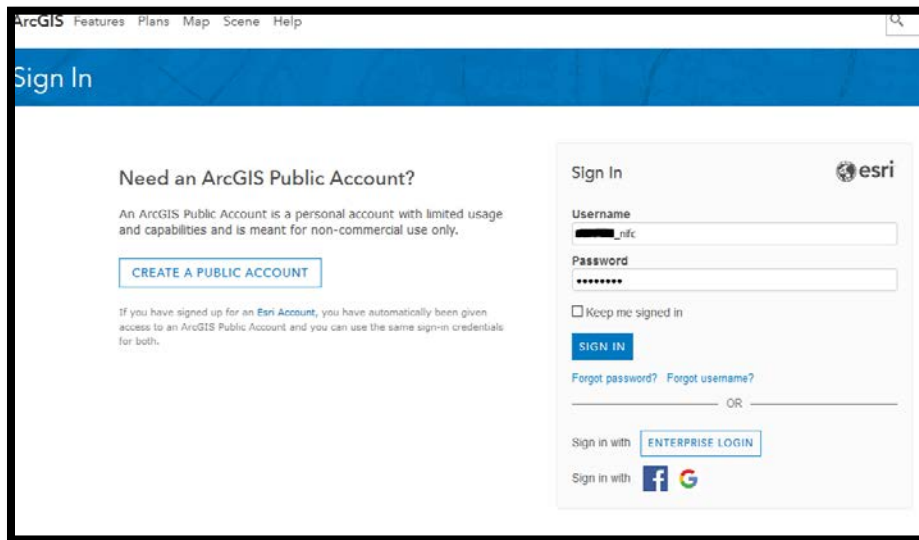 ArcGIS Features Plans Map Scene Help
Sign In
Need an ArcGIS Public Account?
An ArcGIS Public Account is a personal account with limited usage
and capabilities and is meant for non-commercial use only.
CREATE A PUBLIC ACCOUNT
If you have signed up for an Esri Account, you have automatically been given
access to an ArcGIS Public Account and you can use the same sign-in credentials
for both.
Sign In
esri
Username
_nifc
Password
Keep me signed in
SIGN IN
Forgot password? Forgot username?
OR
Sign in with ENTERPRISE LOGIN
Sign in with f G